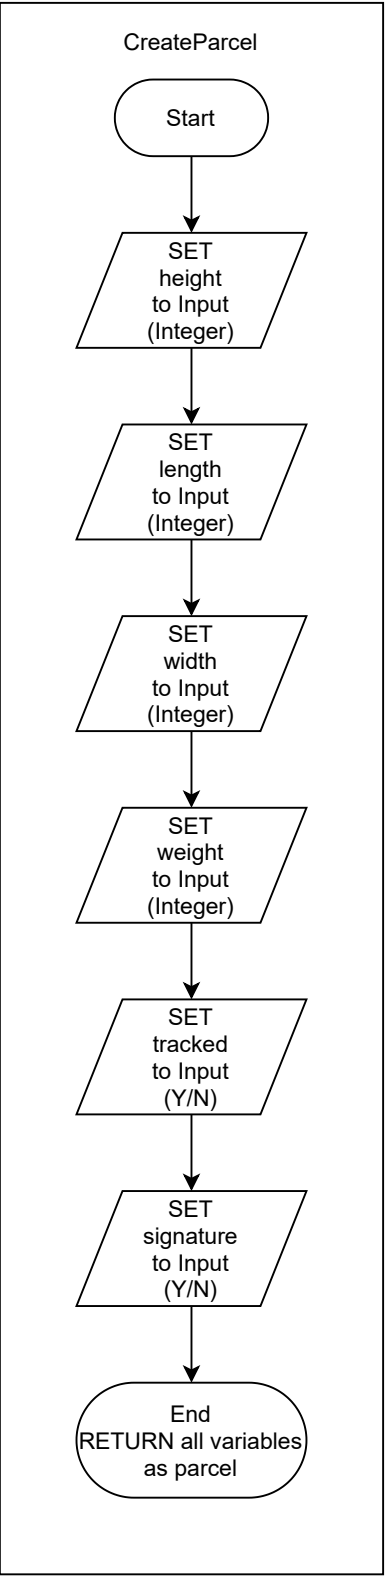 CreateParcel
Start
SET
height
to Input
(Integer)
SET
length
to Input
(Integer)
SET
width
to Input
(Integer)
SET
weight
to Input
(Integer)
SET
tracked
to Input
(Y/N)
SET
signature
to Input
(Y/N)
End
RETURN all variables
as parcel